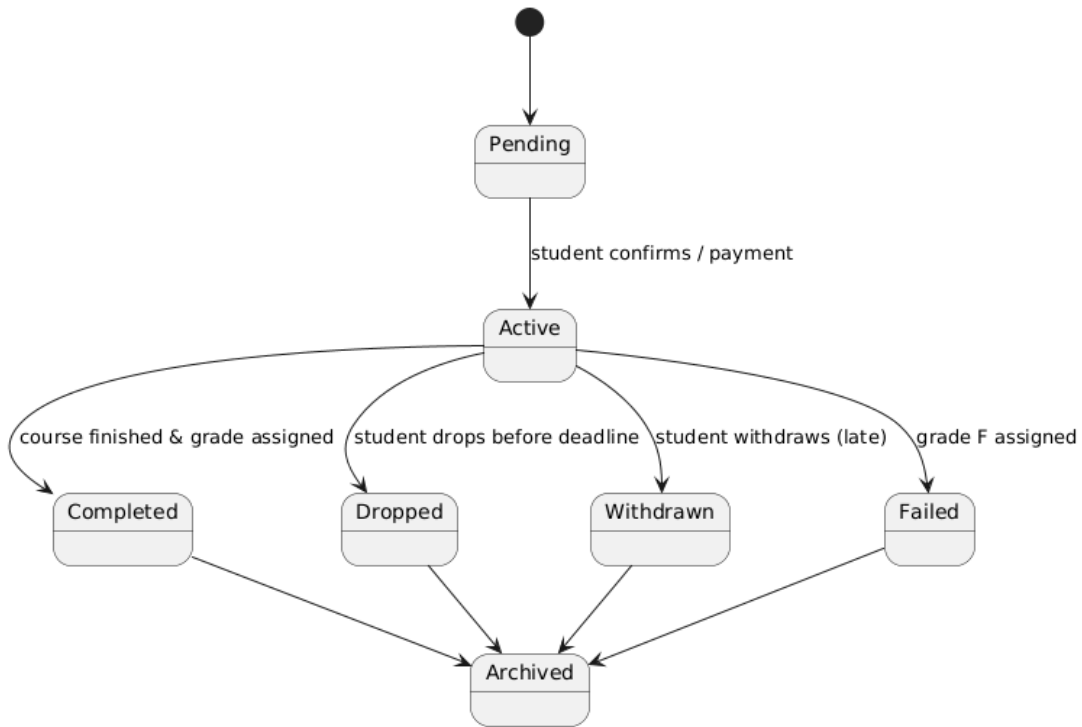 Pending
student confirms / payment
Active
course finished & grade assigned
student drops before deadline
student withdraws (late)
grade F assigned
Completed
Dropped
Withdrawn
Failed
Archived